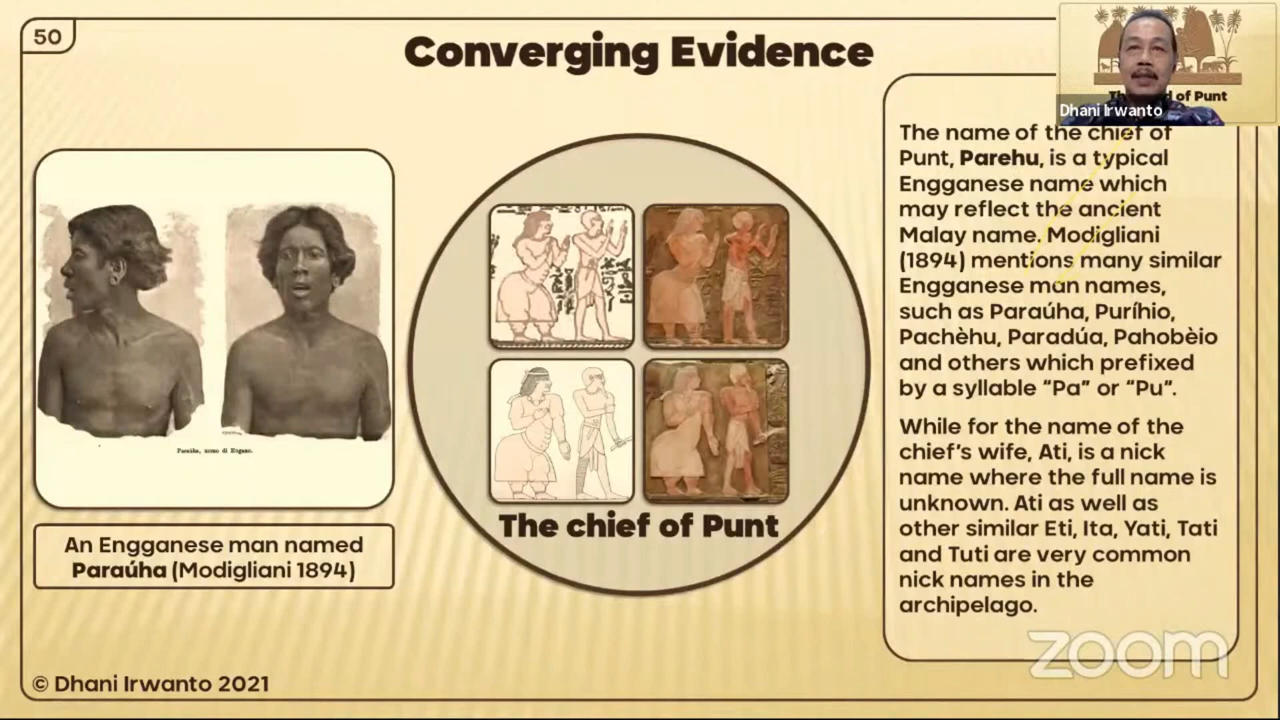 50
Converging Evidence
Dhani Irwanto
of Punt
The name of the chief of
Punt, Parehu, is a typical
Engganese name which
may reflect the ancient
Malay name. Modigliani
(1894) mentions many similar
Engganese man names,
such as Paraúha, Puríhio,
Pachèhu, Paradúa, Pahobèio
and others which prefixed
by a syllable “Pa” or “Pu”.
While for the name of the
chief’s wife, Ati, is a nick
name where the full name is
unknown. Ati as well as
other similar Eti, Ita, Yati, Tati
and Tuti are very common
nick names in the
archipelago.
Paraúha, uomo di Engano.
An Engganese man named
Paraúha (Modigliani 1894)
The chief of Punt
zoom
© Dhani Irwanto 2021